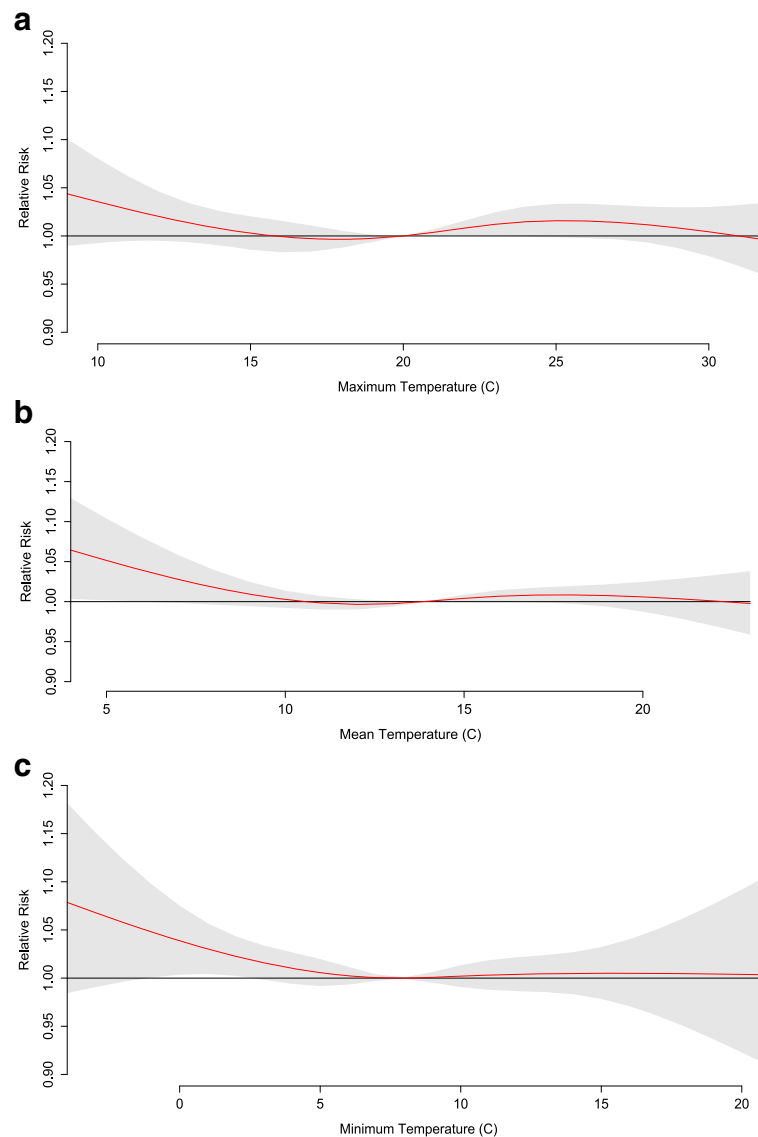 a
1.20
1.15
1.10
1.05
1.00
0.95
0.90
Relative Risk
10 15 20 25 30
Maximum Temperature (C)
b
1.20
1.15
1.10
1.05
1.00
0.95
0.90
Relative Risk
5 10 15 20
Mean Temperature (C)
c
1.20
1.15
1.10
1.05
1.00
0.95
0.90
Relative Risk
0 5 10 15 20
Minimum Temperature (C)